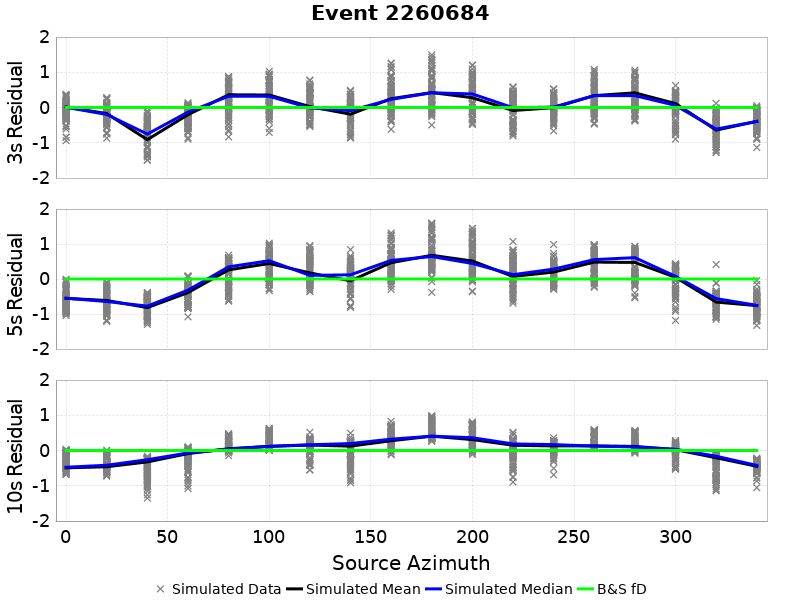 Event 2260684
3s Residual
2
1
0
-1
-2
5s Residual
2
1
0
-1
-2
10s Residual
2
1
0
-1
-2
0 50 100 150 200 250 300
Source Azimuth
Simulated Data Simulated Mean Simulated Median B&S fD